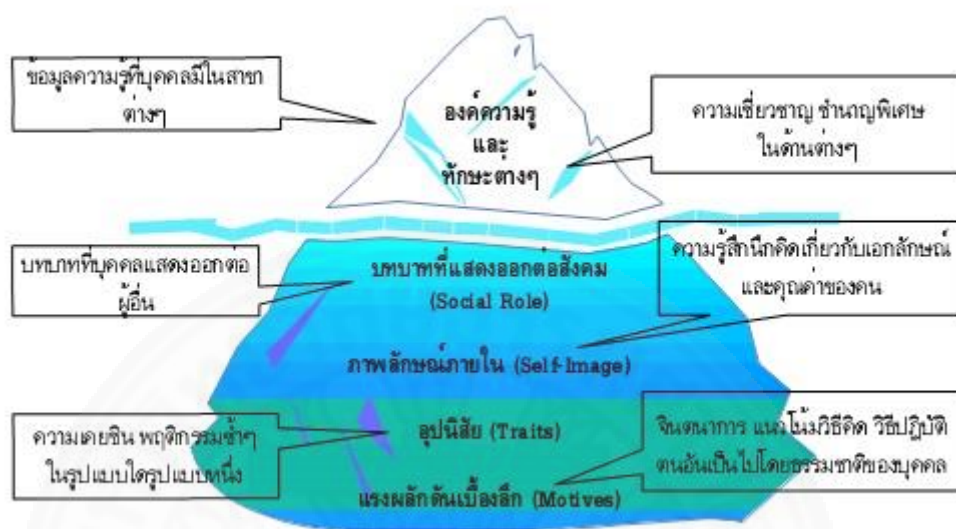 ข้อมูลความรู้ที่บุคคลมีในสาขา
ต่างๆ
องค์ความรู้
และ
ทักษะต่างๆ
ความเชี่ยวชาญ ชำนาญพิเศษ
ในด้านต่างๆ
บทบาทที่บุคคลแสดงออกต่อ
ผู้อื่น
บทบาทที่แสดงออกต่อสังคม
(Social Role)
ความรู้สึกนึกคิดเกี่ยวกับเอกลักษณ์
และคุณค่าของคน
ภาพลักษณ์ภายใน (Self-Image)
ความเคยชิน พฤติกรรมซ้ำๆ
ในรูปแบบใดรูปแบบหนึ่ง
อุปนิสัย (Traits)
จินตนาการ แนวโน้มวิธีคิด วิธีปฏิบัติ
ตนอันเป็นไปโดยธรรมชาติของบุคคล
แรงผลักดันเบื้องลึก (Motives)